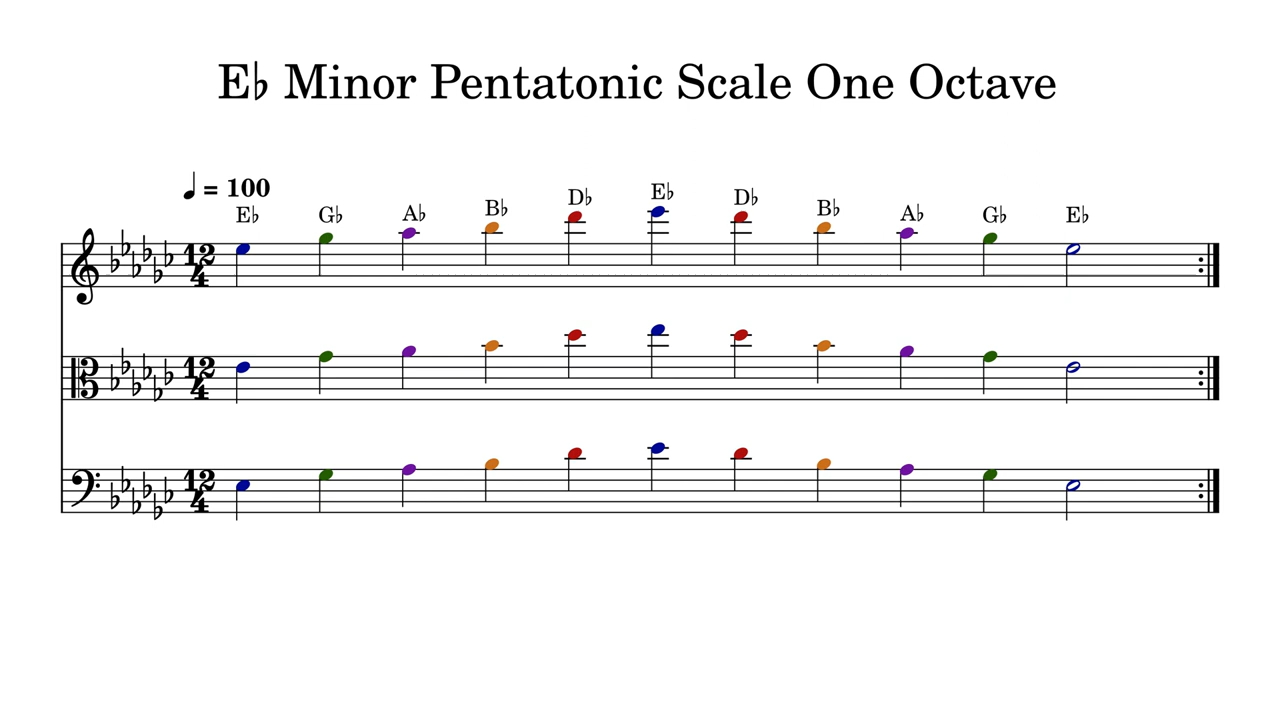 E♭ Minor Pentatonic Scale One Octave
♩ = 100
E♭ G♭ A♭ B♭ D♭ E♭ D♭ B♭ A♭ G♭ E♭
12
4
12
4
12
4